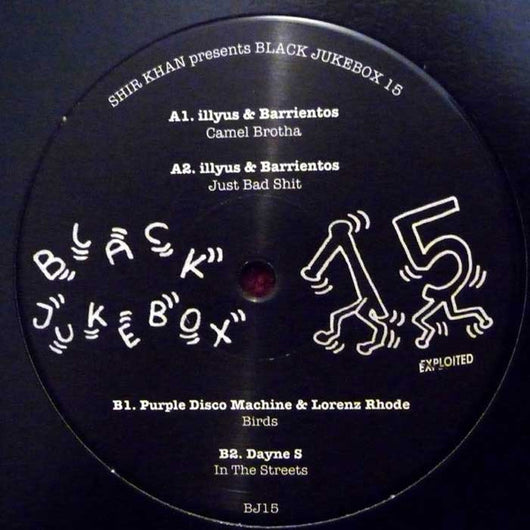 SHIR KHAN presents BLACK JUKEBOX 15
A1. illyus & Barrientos
Camel Brotha
A2. illyus & Barrientos
Just Bad Shit
BLACK
JUKEBOX
15
EXPLOITED
B1. Purple Disco Machine & Lorenz Rhode
Birds
B2. Dayne S
In The Streets
BJ15